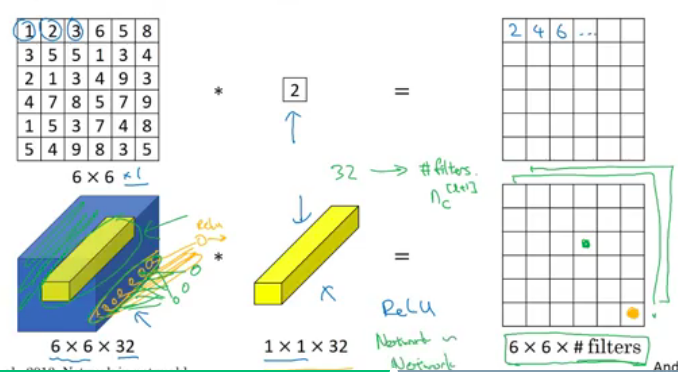 1 2 3 6 5 8
3 5 5 1 3 4
2 1 3 4 9 3
4 7 8 5 7 9
1 5 3 7 4 8
5 4 9 8 3 5
*
2
=
2 4 6 ...
6 × 6 × 1
32 → # filters.
n_c^[l+1]
ReLU
*
=
ReLU
Network in
Network
6 × 6 × 32
1 × 1 × 32
6 × 6 × # filters
And